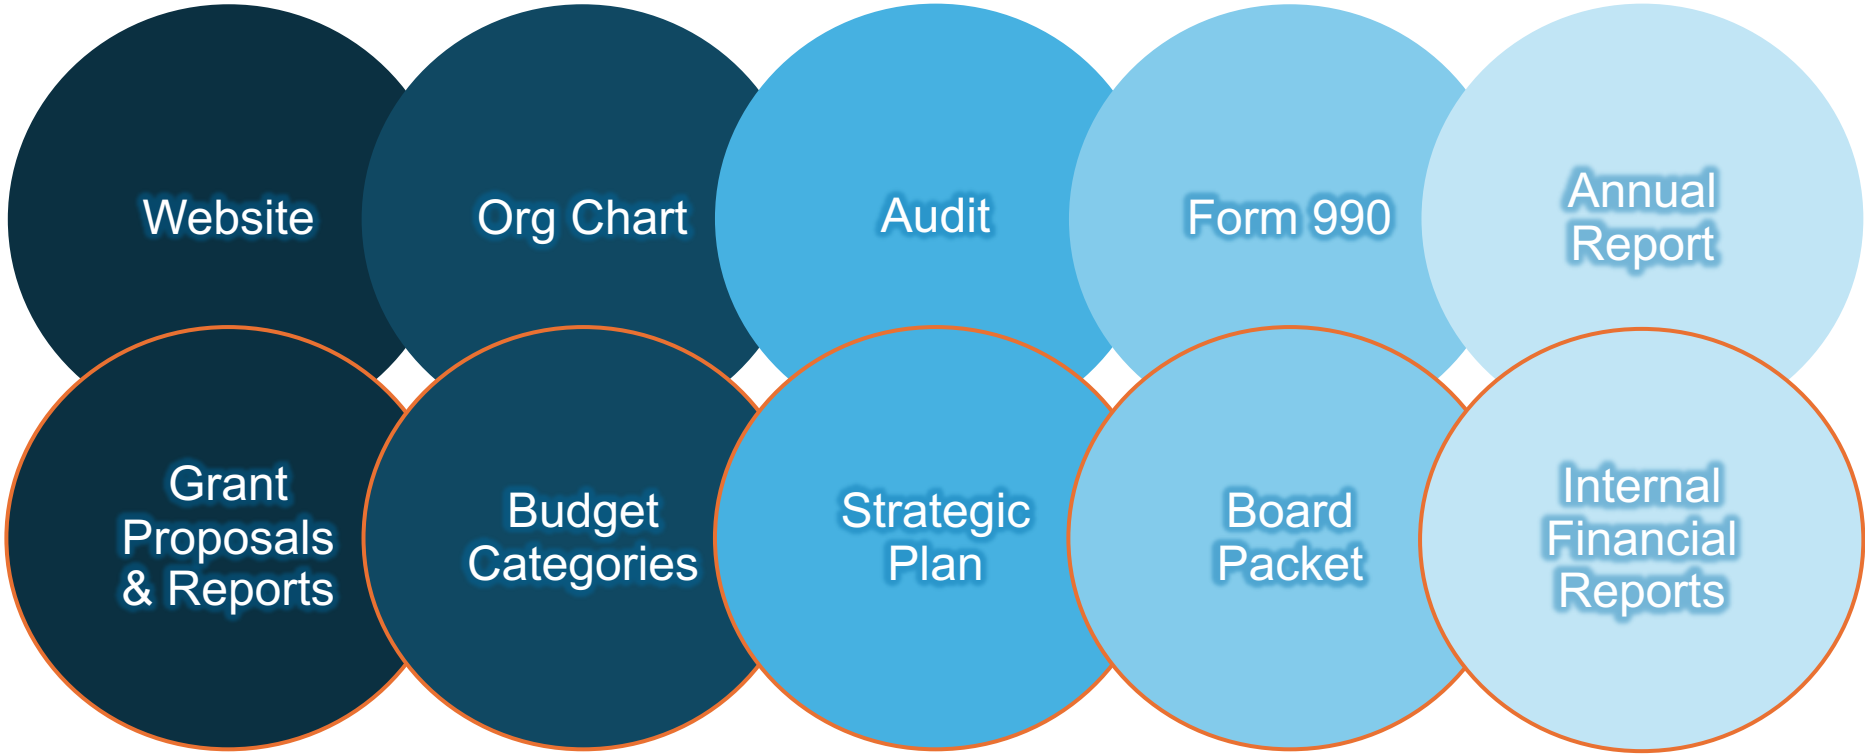 Website
Org Chart
Audit
Form 990
Annual
Report
Grant
Proposals
& Reports
Budget
Categories
Strategic
Plan
Board
Packet
Internal
Financial
Reports